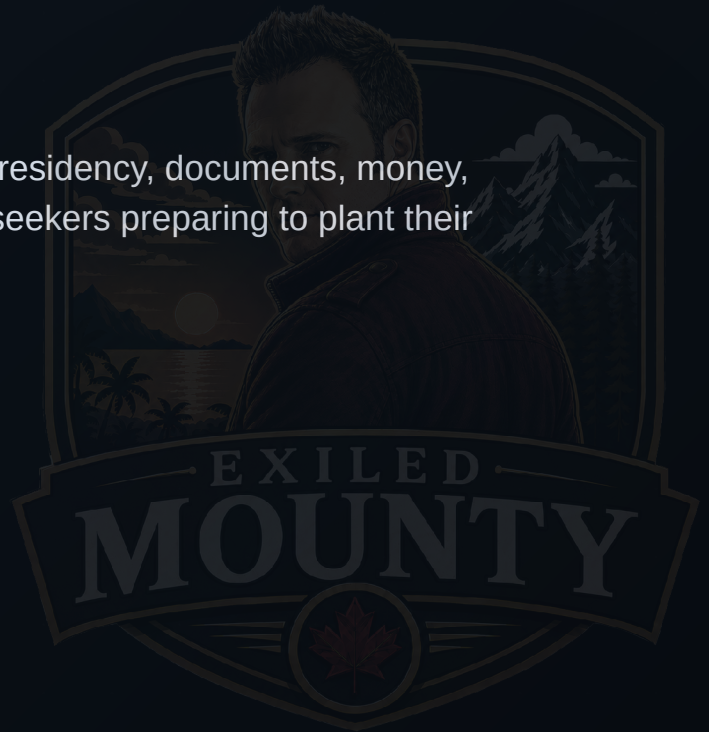 residency, documents, money,
seekers preparing to plant their
EXILED
MOUNTY